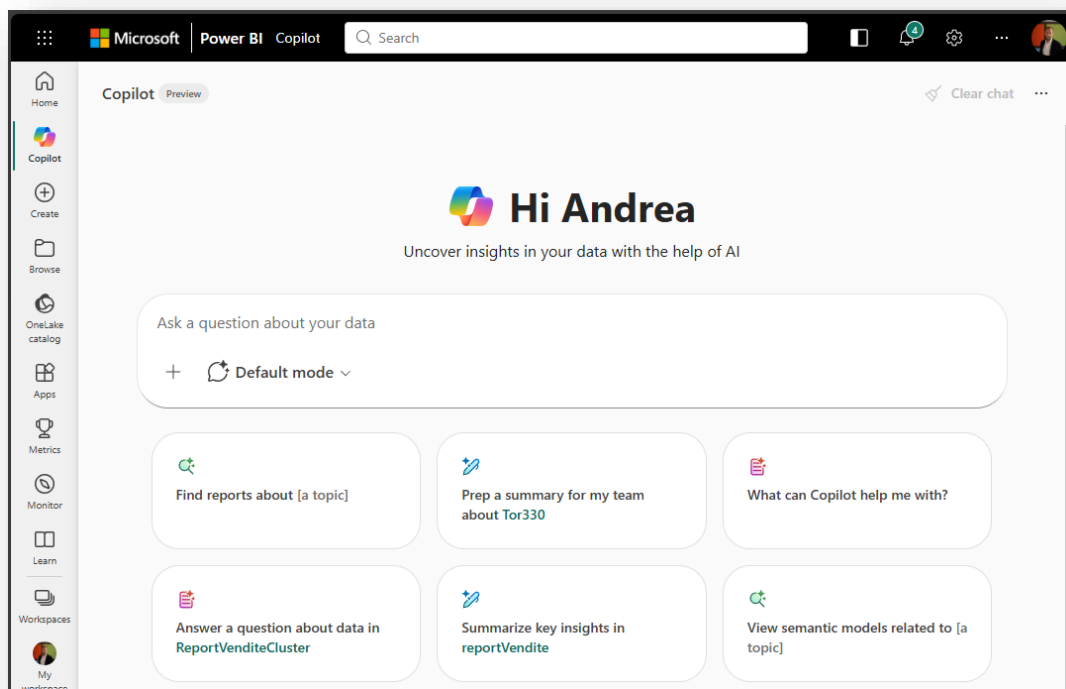 Microsoft Power BI Copilot Search 4
Home
Copilot Preview Clear chat
Copilot
Create
Browse
OneLake
catalog
Apps
Metrics
Monitor
Learn
Workspaces
My
workspace
Hi Andrea
Uncover insights in your data with the help of AI
Ask a question about your data
Default mode
Find reports about [a topic]
Prep a summary for my team
about Tor330
What can Copilot help me with?
Answer a question about data in
ReportVenditeCluster
Summarize key insights in
reportVendite
View semantic models related to [a
topic]